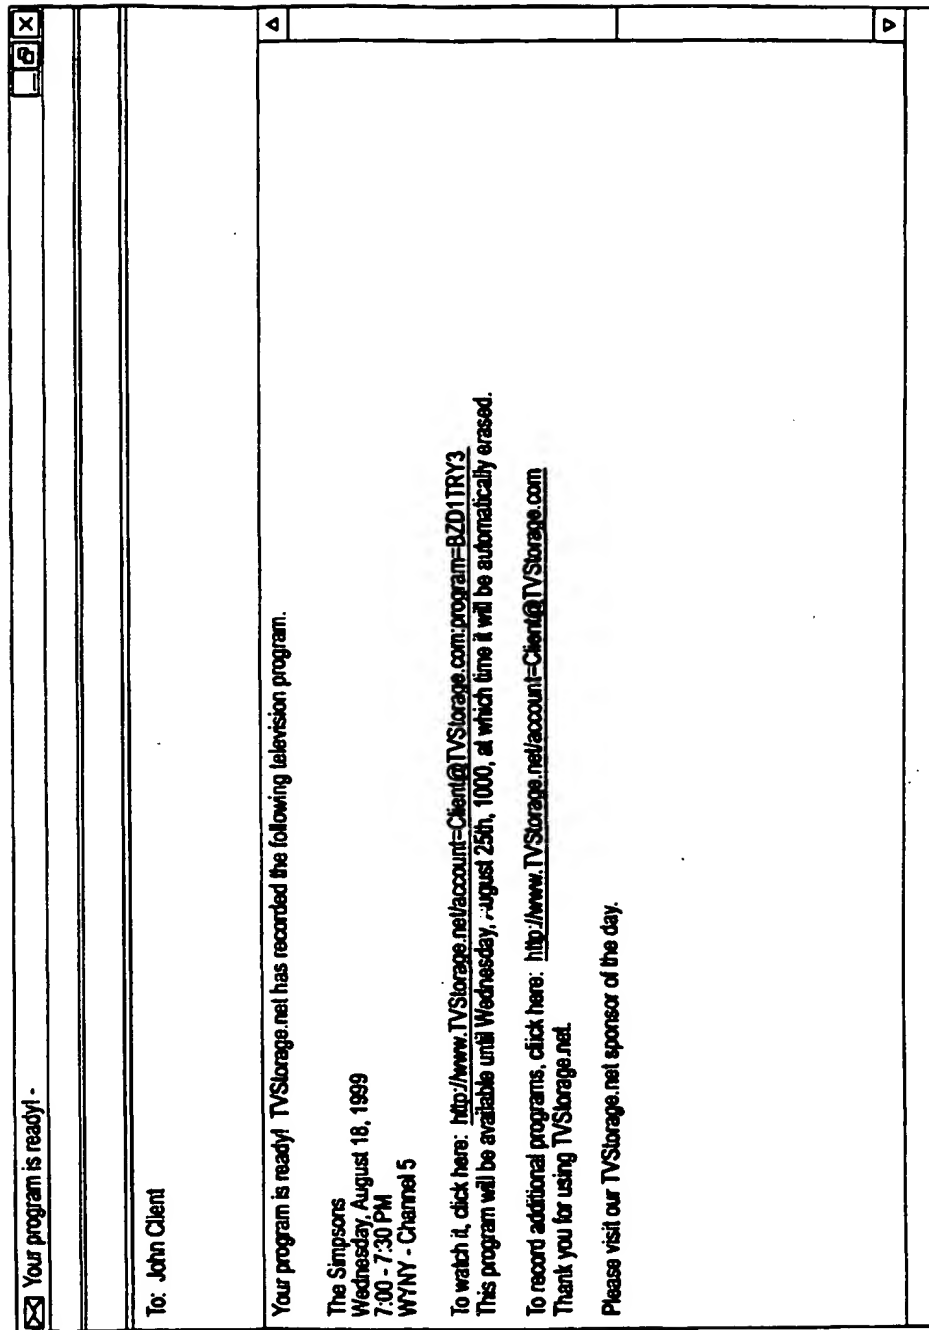 Your program is ready! -
To: John Client
Your program is ready! TVStorage.net has recorded the following television program.
The Simpsons
Wednesday, August 18, 1999
7:00 - 7:30 PM
WYNY - Channel 5
To watch it, click here: http://www.TVStorage.net/account=Client@TVStorage.com:program=BZD1TRY3
This program will be available until Wednesday, August 25th, 1000, at which time it will be automatically erased.
To record additional programs, click here: http://www.TVStorage.net/account=Client@TVStorage.com
Thank you for using TVStorage.net.
Please visit our TVStorage.net sponsor of the day.